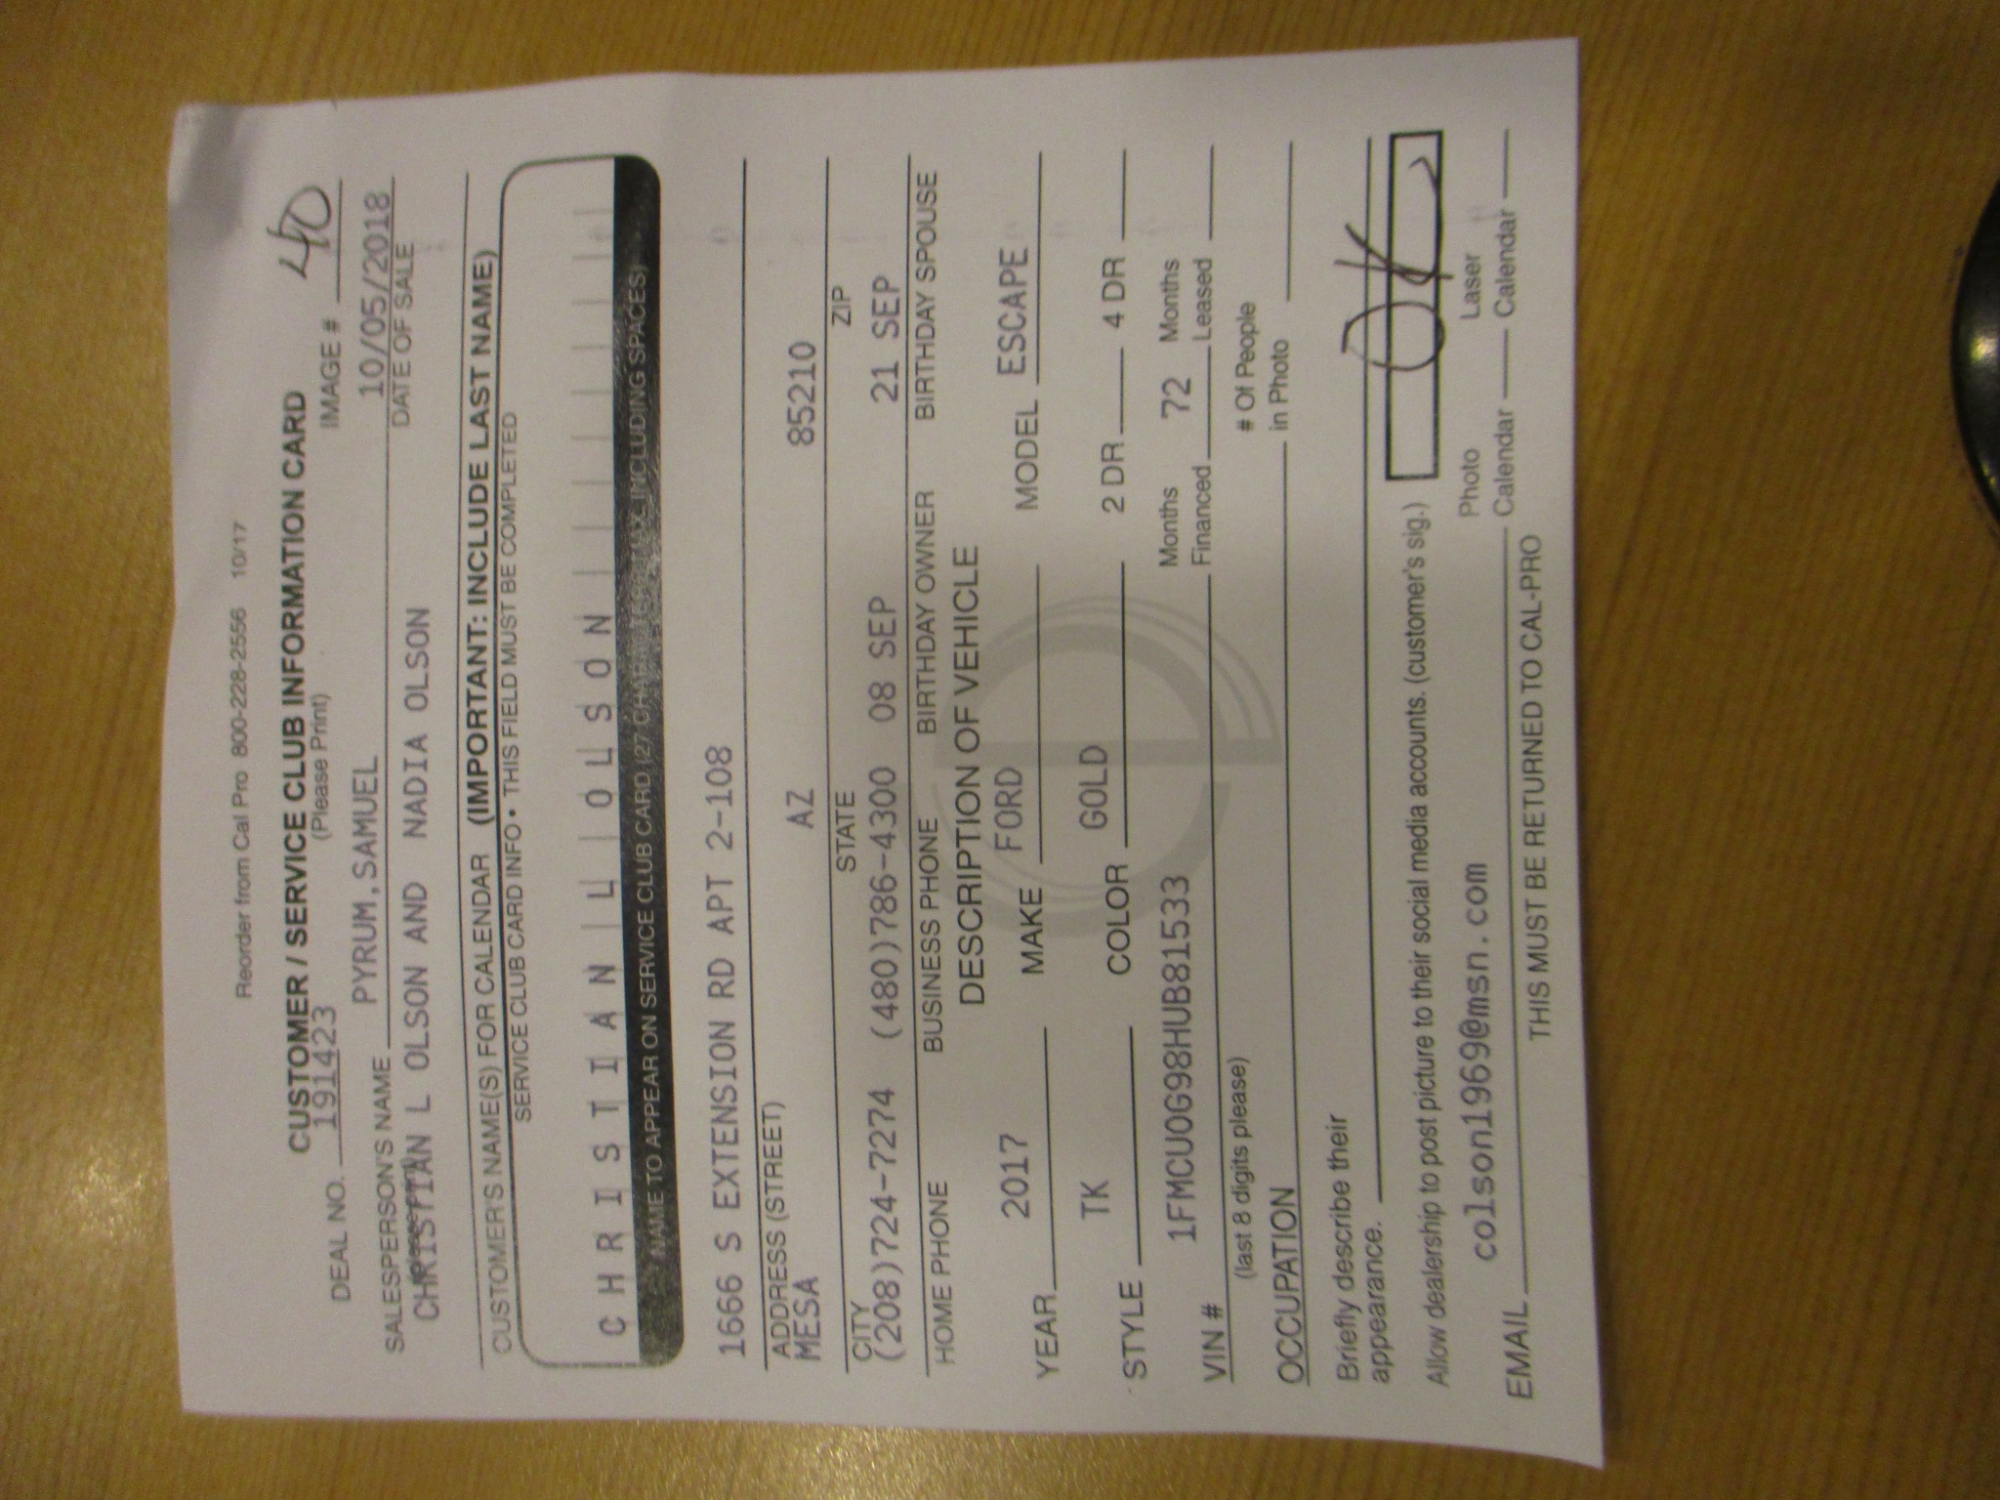 Reorder from Cal Pro 800-228-2556 10/17
CUSTOMER / SERVICE CLUB INFORMATION CARD
(Please Print)
DEAL NO. 191423 IMAGE # 40
SALESPERSON'S NAME PYRUM,SAMUEL 10/05/2018
DATE OF SALE
CHRISTIAN L OLSON AND NADIA OLSON
CUSTOMER'S NAME(S) FOR CALENDAR (IMPORTANT: INCLUDE LAST NAME)
SERVICE CLUB CARD INFO • THIS FIELD MUST BE COMPLETED
CHRISTIAN L OLSON
NAME TO APPEAR ON SERVICE CLUB CARD (27 CHARACTERS MAX INCLUDING SPACES)
1666 S EXTENSION RD APT 2-108
ADDRESS (STREET)
MESA AZ 85210
CITY STATE ZIP
(208)724-7274 (480)786-4300 08 SEP 21 SEP
HOME PHONE BUSINESS PHONE BIRTHDAY OWNER BIRTHDAY SPOUSE
DESCRIPTION OF VEHICLE
YEAR 2017 MAKE FORD MODEL ESCAPE
STYLE TK COLOR GOLD 2 DR 4 DR
VIN # 1FMCU0G98HUB81533 Months Financed 72 Months Leased
(last 8 digits please)
OCCUPATION # Of People in Photo
Briefly describe their
appearance.
Allow dealership to post picture to their social media accounts. (customer's sig.) OK
EMAIL colson1969@msn.com Photo Calendar Laser Calendar
THIS MUST BE RETURNED TO CAL-PRO